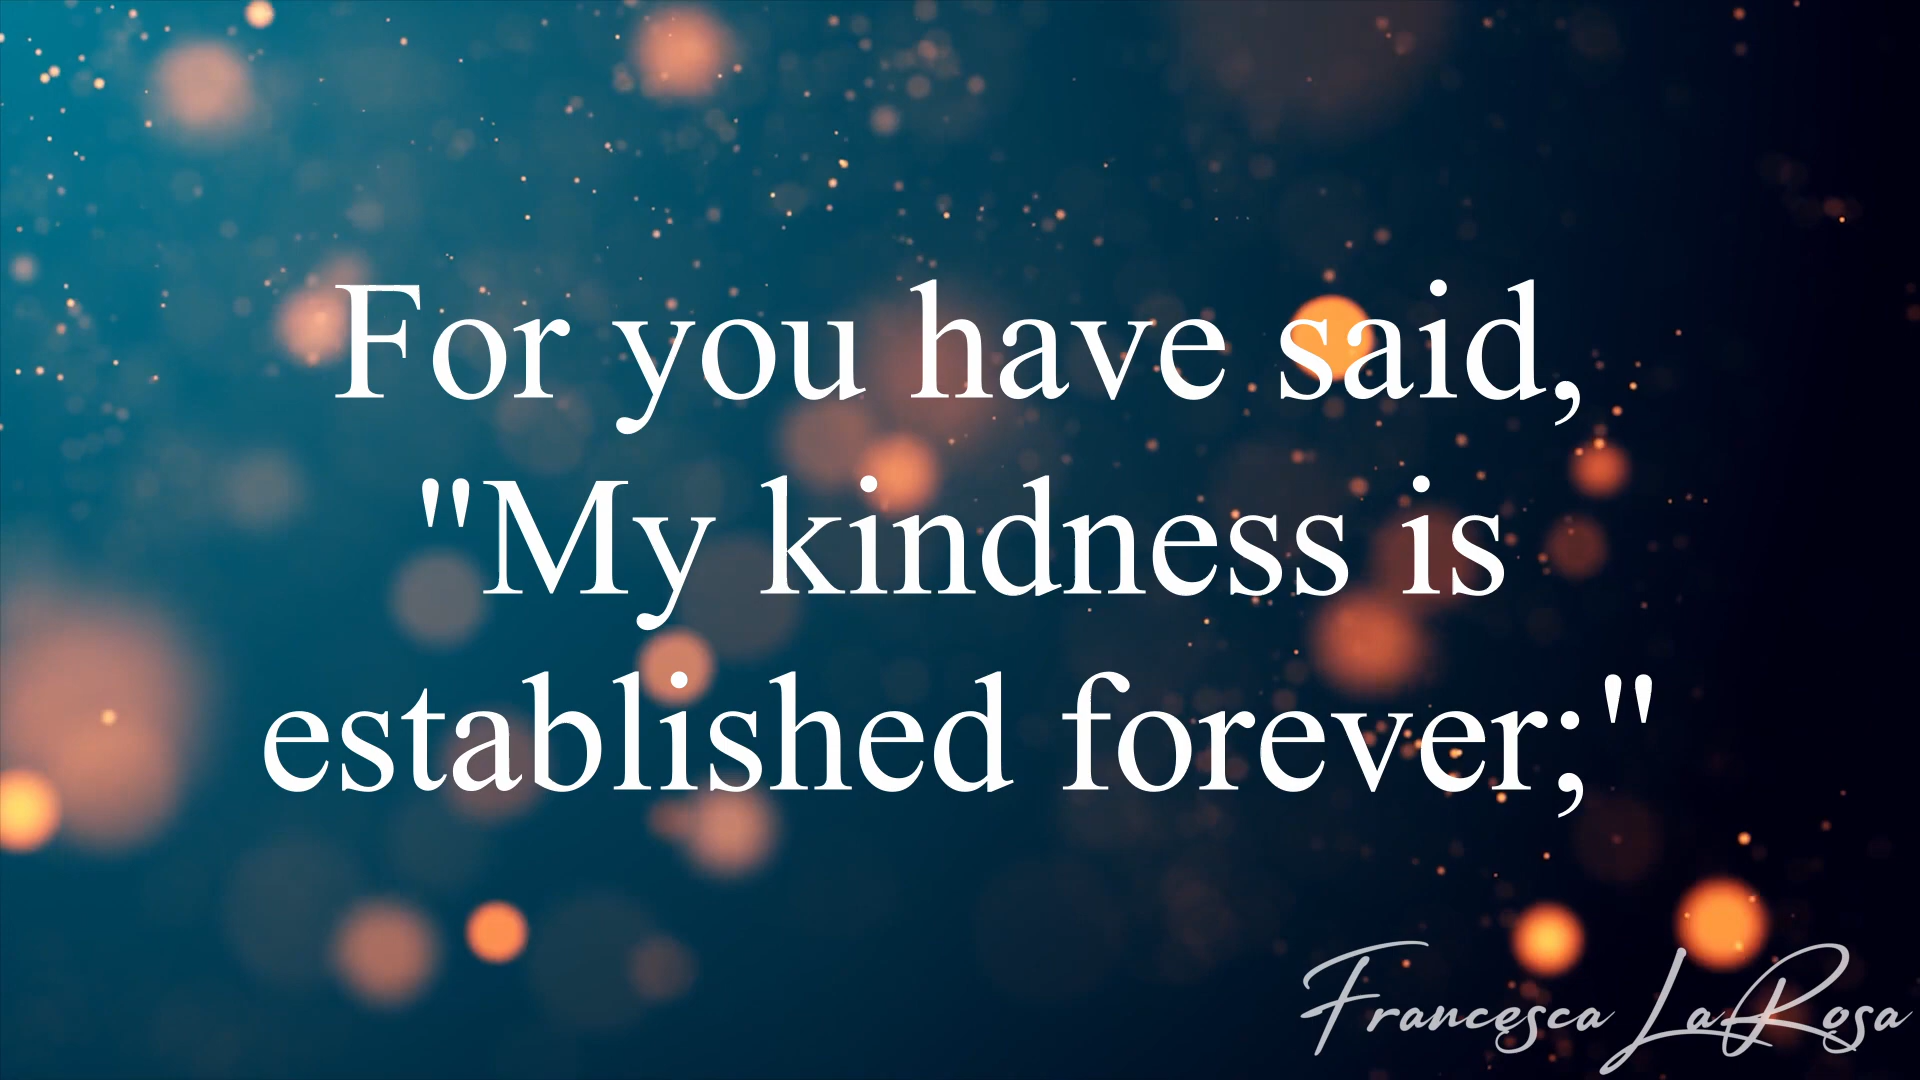 For you have said,
"My kindness is
established forever;"
Francesca LaRosa